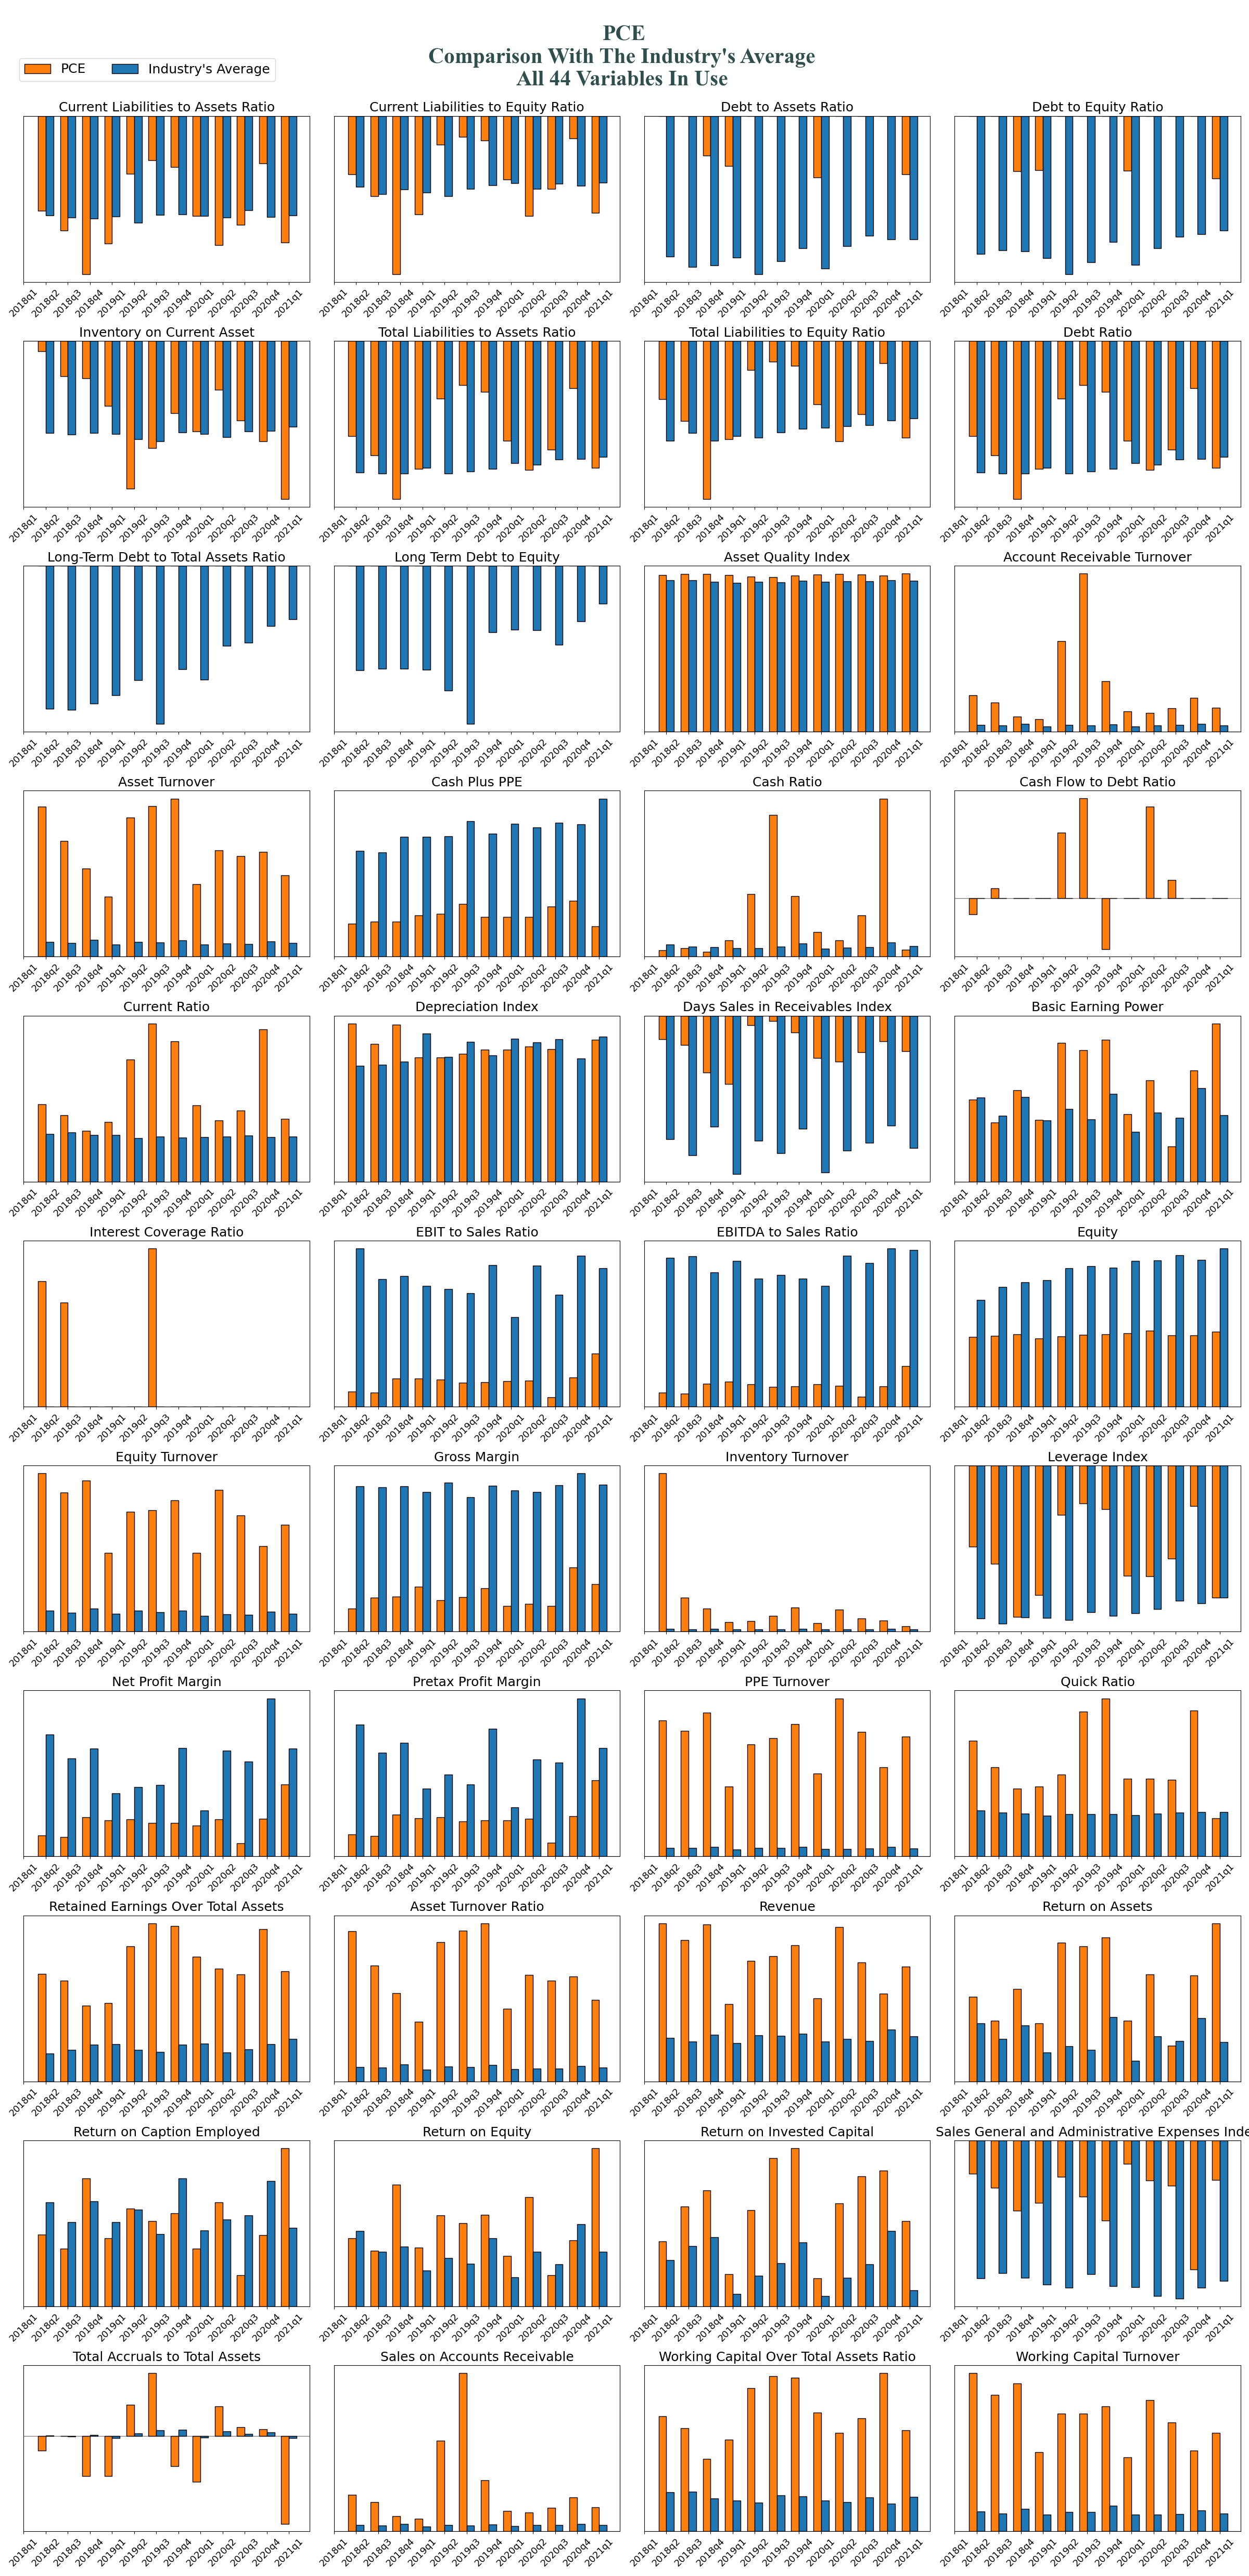 PCE
Comparison With The Industry's Average
All 44 Variables In Use
PCE
Industry's Average
Current Liabilities to Assets Ratio
Current Liabilities to Equity Ratio
Debt to Assets Ratio
Debt to Equity Ratio
2018q1 2018q2 2018q3 2018q4 2019q1 2019q2 2019q3 2019q4 2020q1 2020q2 2020q3 2020q4 2021q1
Inventory on Current Asset
Total Liabilities to Assets Ratio
Total Liabilities to Equity Ratio
Debt Ratio
Long-Term Debt to Total Assets Ratio
Long Term Debt to Equity
Asset Quality Index
Account Receivable Turnover
Asset Turnover
Cash Plus PPE
Cash Ratio
Cash Flow to Debt Ratio
Current Ratio
Depreciation Index
Days Sales in Receivables Index
Basic Earning Power
Interest Coverage Ratio
EBIT to Sales Ratio
EBITDA to Sales Ratio
Equity
Equity Turnover
Gross Margin
Inventory Turnover
Leverage Index
Net Profit Margin
Pretax Profit Margin
PPE Turnover
Quick Ratio
Retained Earnings Over Total Assets
Asset Turnover Ratio
Revenue
Return on Assets
Return on Caption Employed
Return on Equity
Return on Invested Capital
Sales General and Administrative Expenses Inde
Total Accruals to Total Assets
Sales on Accounts Receivable
Working Capital Over Total Assets Ratio
Working Capital Turnover